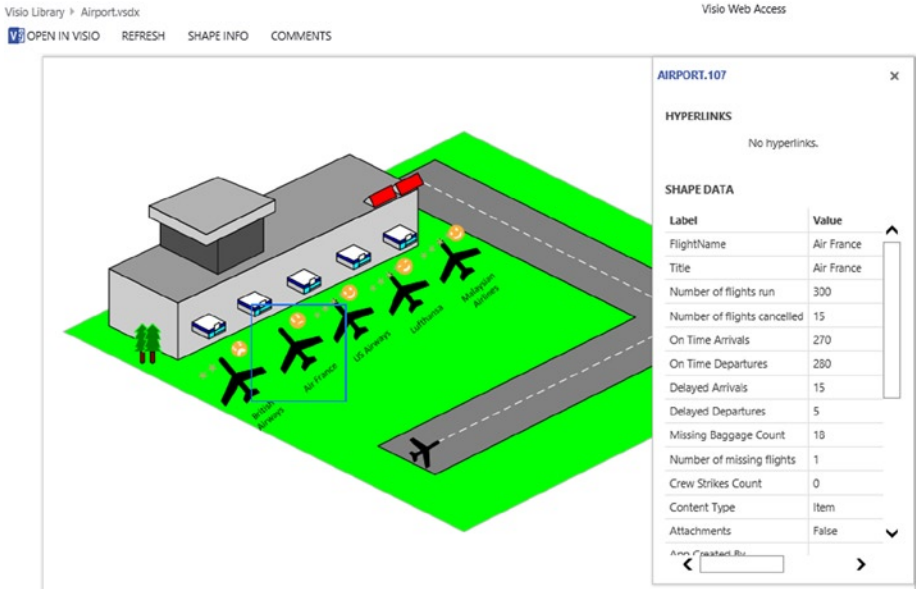 Visio Library ▸ Airport.vsdx
Visio Web Access
OPEN IN VISIO REFRESH SHAPE INFO COMMENTS
AIRPORT.107
HYPERLINKS
No hyperlinks.
SHAPE DATA
Label Value
FlightName Air France
Title Air France
Number of flights run 300
Number of flights cancelled 15
On Time Arrivals 270
On Time Departures 280
Delayed Arrivals 15
Delayed Departures 5
Missing Baggage Count 18
Number of missing flights 1
Crew Strikes Count 0
Content Type Item
Attachments False
App Created By
British
Airways
Air France
US Airways
Lufthansa
Malaysian
Airlines